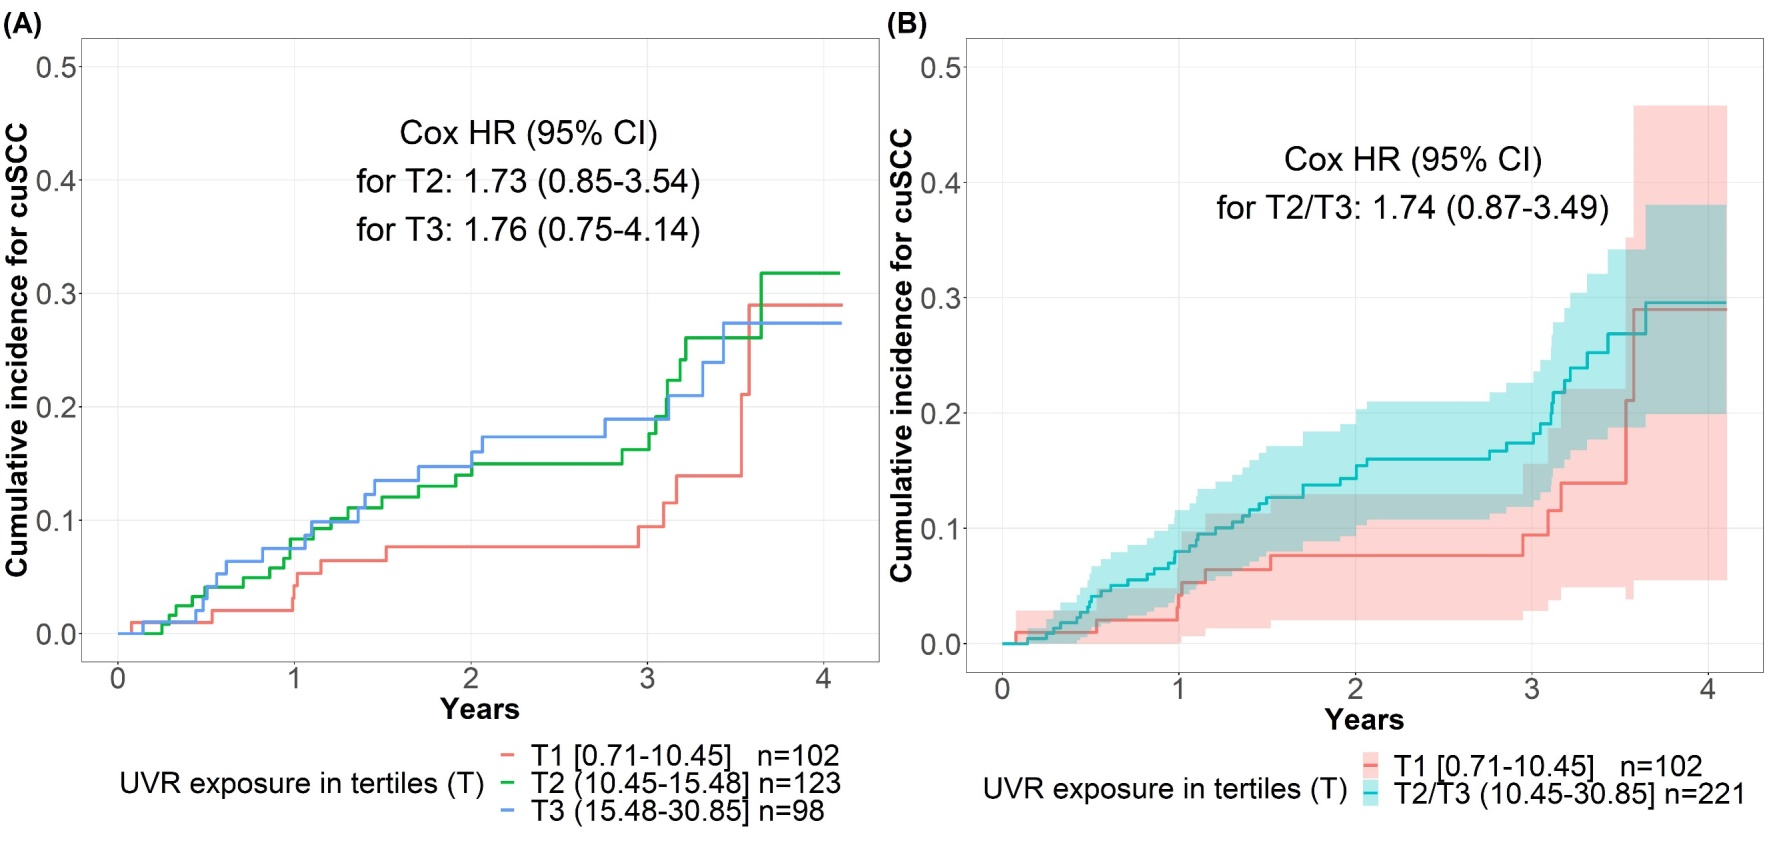 (A)
Cumulative incidence for cuSCC
0.5
0.4
0.3
0.2
0.1
0.0
Cox HR (95% CI)
for T2: 1.73 (0.85-3.54)
for T3: 1.76 (0.75-4.14)
0 1 2 3 4
Years
UVR exposure in tertiles (T)
T1 [0.71-10.45] n=102
T2 (10.45-15.48] n=123
T3 (15.48-30.85] n=98
(B)
Cumulative incidence for cuSCC
0.5
0.4
0.3
0.2
0.1
0.0
Cox HR (95% CI)
for T2/T3: 1.74 (0.87-3.49)
0 1 2 3 4
Years
UVR exposure in tertiles (T)
T1 [0.71-10.45] n=102
T2/T3 (10.45-30.85] n=221